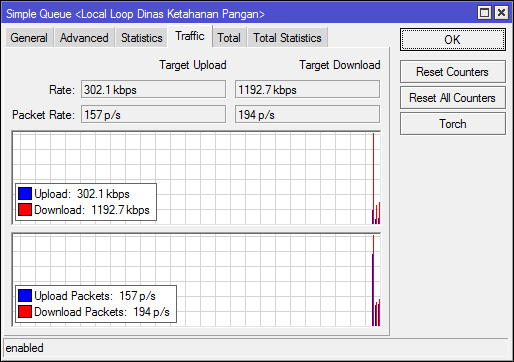 Simple Queue <Local Loop Dinas Ketahanan Pangan>
General Advanced Statistics Traffic Total Total Statistics
OK
Target Upload Target Download
Reset Counters
Rate: 302.1 kbps 1192.7 kbps
Reset All Counters
Packet Rate: 157 p/s 194 p/s
Torch
Upload: 302.1 kbps
Download: 1192.7 kbps
Upload Packets: 157 p/s
Download Packets: 194 p/s
enabled